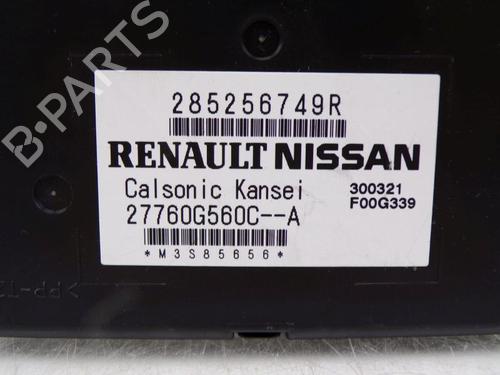 285256749R
RENAULT NISSAN
Calsonic Kansei 300321
27760G560C--A F00G339
*M3S85656*
B-PARTS